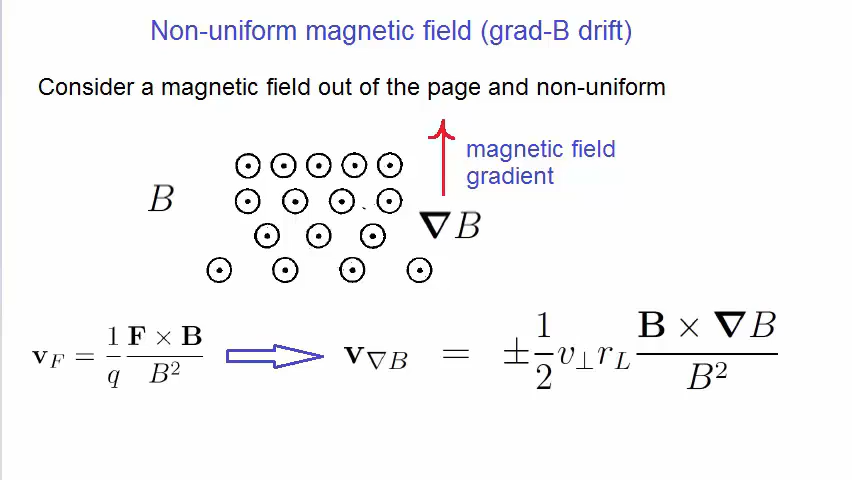 Non-uniform magnetic field (grad-B drift)
Consider a magnetic field out of the page and non-uniform
magnetic field
gradient
B
∇B
v_F = 1/q F × B / B²
v_∇B = ± 1/2 v_⊥ r_L B × ∇B / B²